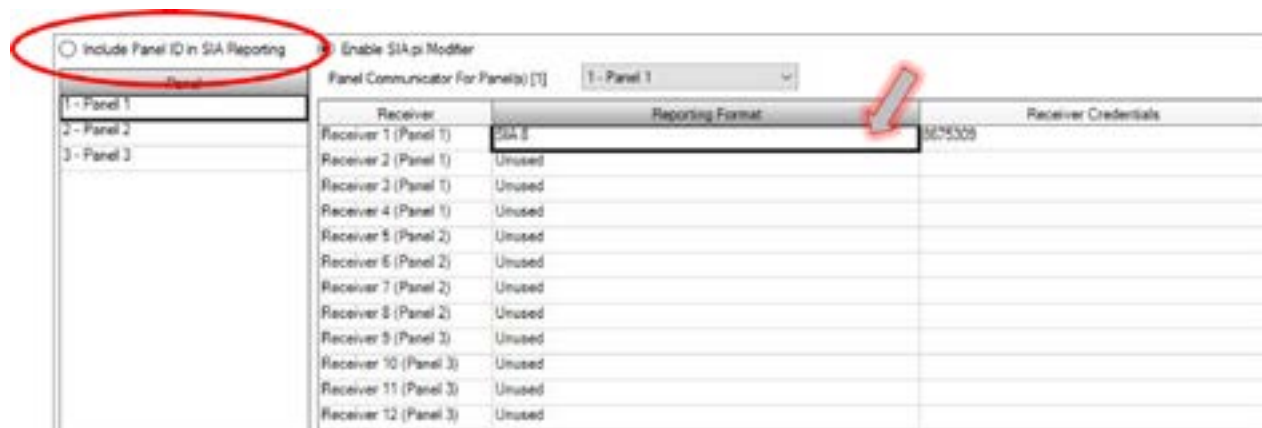 Include Panel ID in SIA Reporting Enable SIA pi Modifier
Panel
Panel Communicator For Panel(s) [1] 1 - Panel 1
1 - Panel 1
2 - Panel 2
3 - Panel 3
Receiver Reporting Format Receiver Credentials
Receiver 1 (Panel 1) SIA 8 8675309
Receiver 2 (Panel 1) Unused
Receiver 3 (Panel 1) Unused
Receiver 4 (Panel 1) Unused
Receiver 5 (Panel 2) Unused
Receiver 6 (Panel 2) Unused
Receiver 7 (Panel 2) Unused
Receiver 8 (Panel 2) Unused
Receiver 9 (Panel 3) Unused
Receiver 10 (Panel 3) Unused
Receiver 11 (Panel 3) Unused
Receiver 12 (Panel 3) Unused